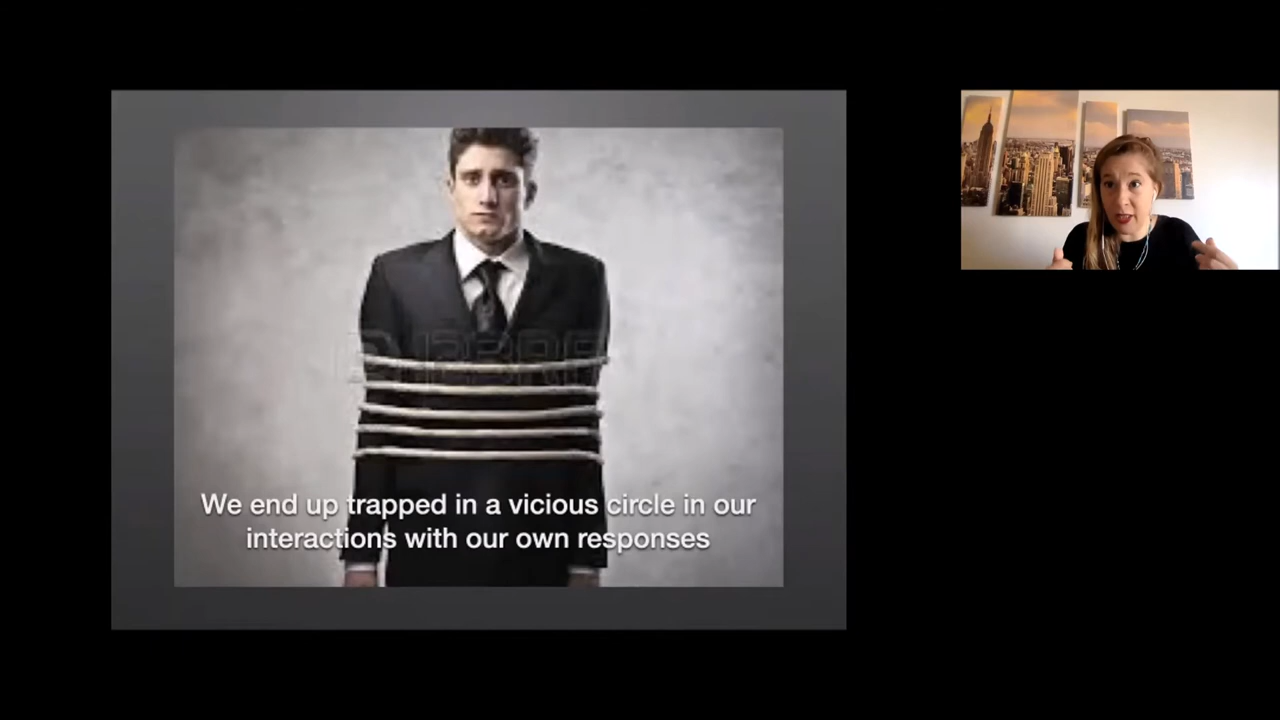 We end up trapped in a vicious circle in our
interactions with our own responses